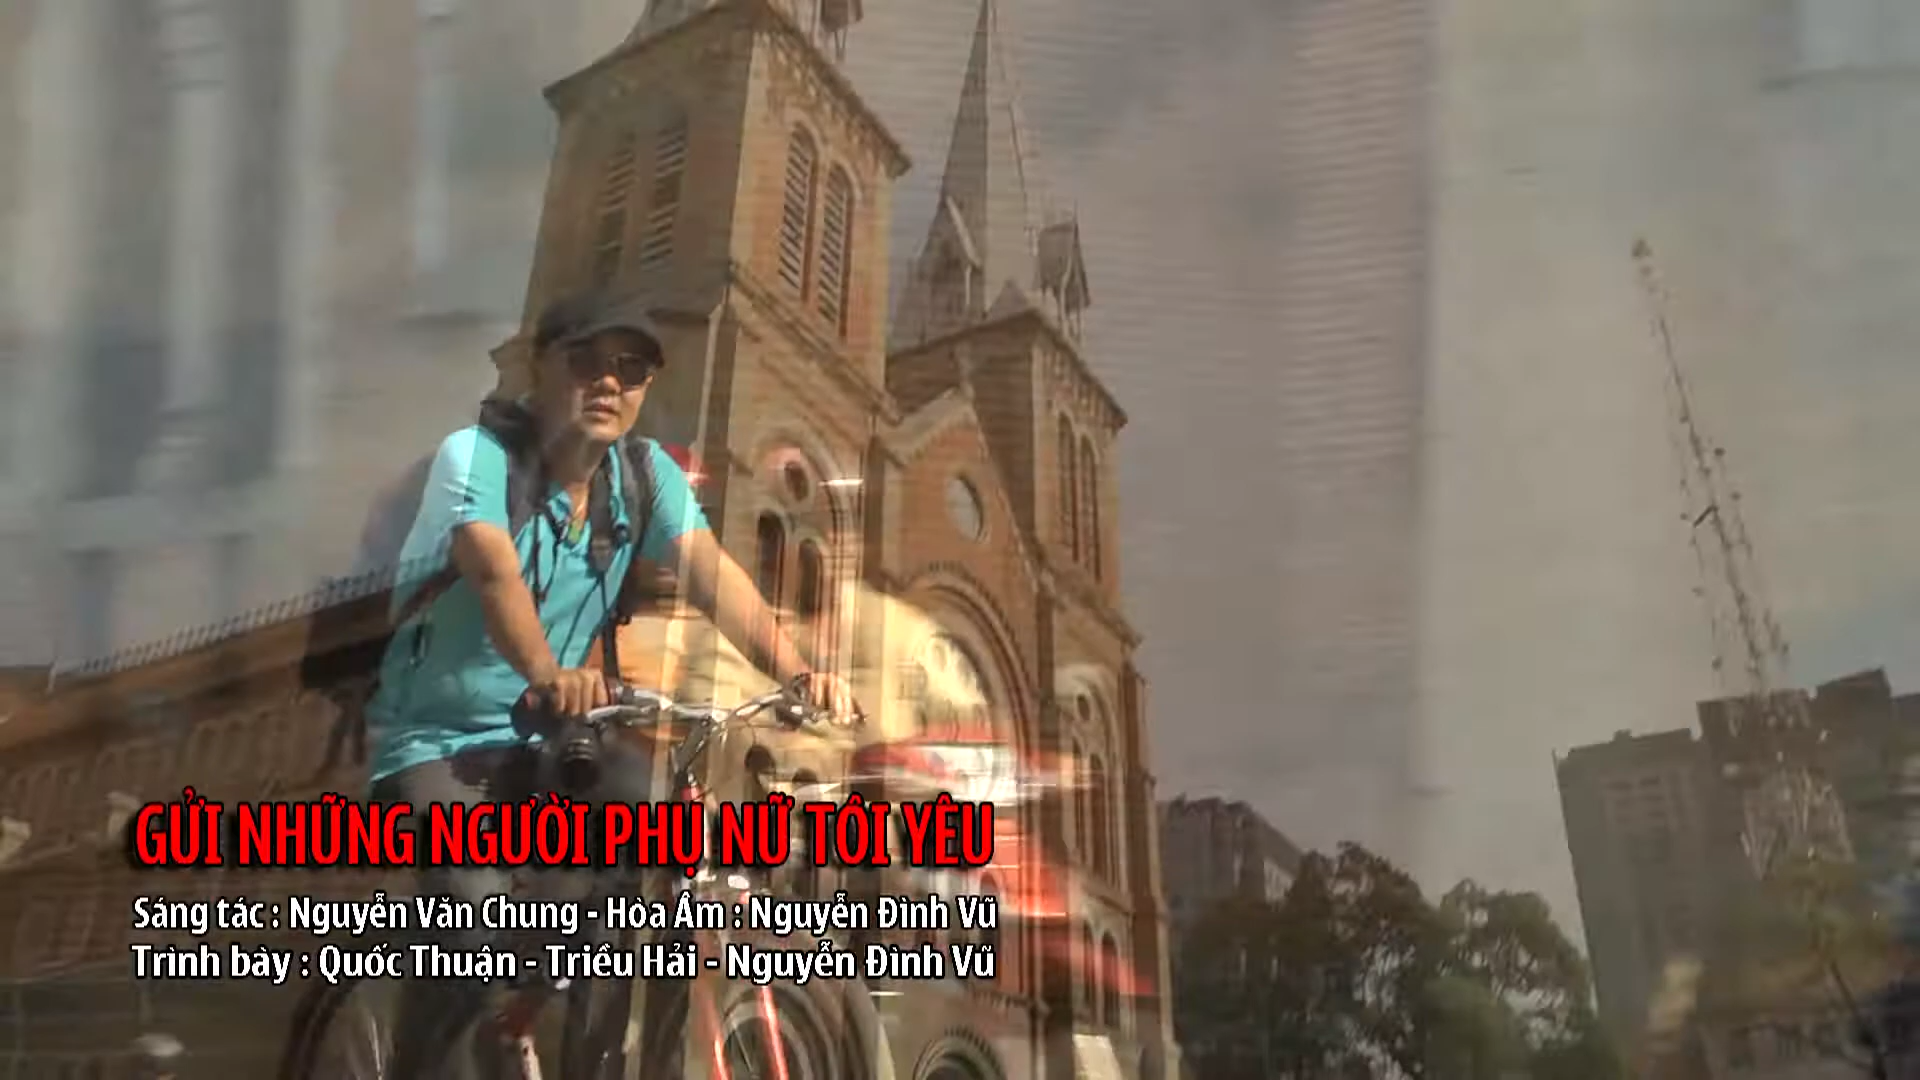 GỬI NHỮNG NGƯỜI PHỤ NỮ TÔI YÊU
Sáng tác : Nguyễn Văn Chung - Hòa Âm : Nguyễn Đình Vũ
Trình bày : Quốc Thuận - Triều Hải - Nguyễn Đình Vũ